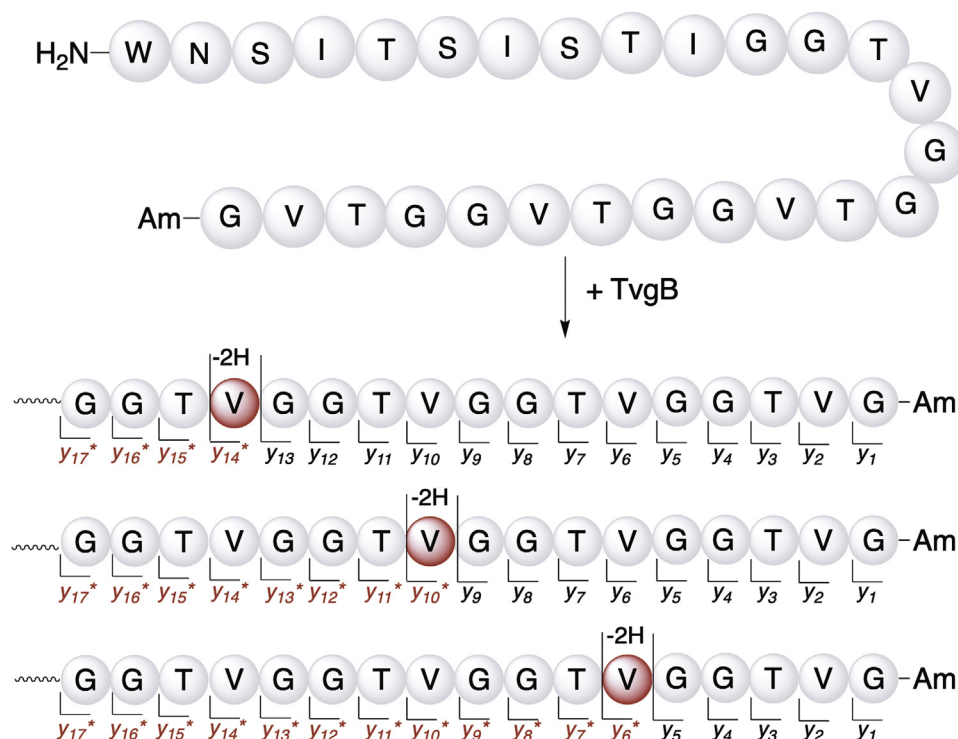 H₂N–W N S I T S I S T I G G T
V
G
Am–G V T G G V T G G V T G
+ TvgB
-2H
G G T V G G T V G G T V G G T V G–Am
y₁₇* y₁₆* y₁₅* y₁₄* y₁₃ y₁₂ y₁₁ y₁₀ y₉ y₈ y₇ y₆ y₅ y₄ y₃ y₂ y₁
-2H
G G T V G G T V G G T V G G T V G–Am
y₁₇* y₁₆* y₁₅* y₁₄* y₁₃* y₁₂* y₁₁* y₁₀* y₉ y₈ y₇ y₆ y₅ y₄ y₃ y₂ y₁
-2H
G G T V G G T V G G T V G G T V G–Am
y₁₇* y₁₆* y₁₅* y₁₄* y₁₃* y₁₂* y₁₁* y₁₀* y₉* y₈* y₇* y₆* y₅ y₄ y₃ y₂ y₁